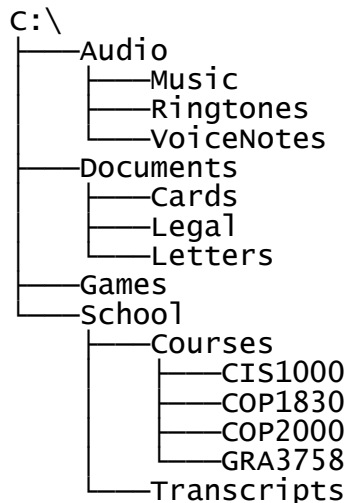 C:\
Audio
Music
Ringtones
VoiceNotes
Documents
Cards
Legal
Letters
Games
School
Courses
CIS1000
COP1830
COP2000
GRA3758
Transcripts